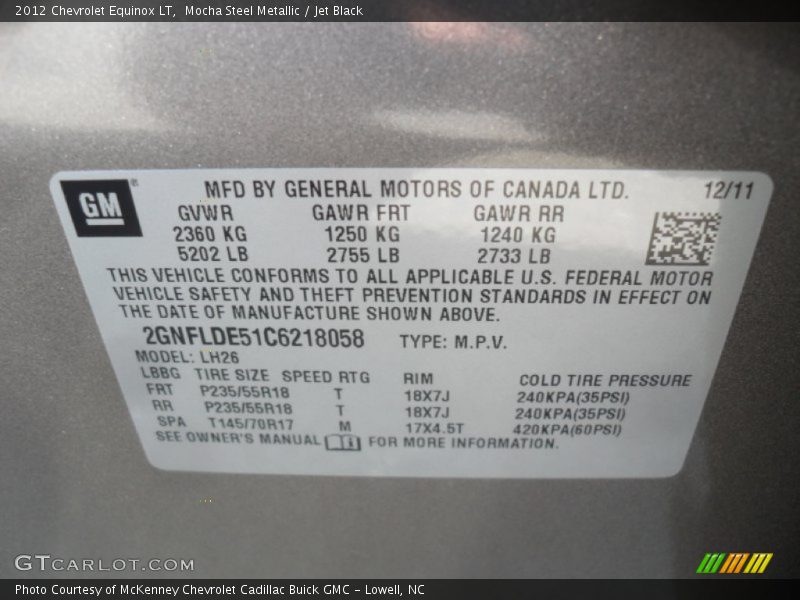 2012 Chevrolet Equinox LT,  Mocha Steel Metallic / Jet Black
GM
MFD BY GENERAL MOTORS OF CANADA LTD. 12/11
GVWR GAWR FRT GAWR RR
2360 KG 1250 KG 1240 KG
5202 LB 2755 LB 2733 LB
THIS VEHICLE CONFORMS TO ALL APPLICABLE U.S. FEDERAL MOTOR
VEHICLE SAFETY AND THEFT PREVENTION STANDARDS IN EFFECT ON
THE DATE OF MANUFACTURE SHOWN ABOVE.
2GNFLDE51C6218058 TYPE: M.P.V.
MODEL: LH26
LBBG TIRE SIZE SPEED RTG RIM COLD TIRE PRESSURE
FRT P235/55R18 T 18X7J 240KPA(35PSI)
RR P235/55R18 T 18X7J 240KPA(35PSI)
SPA T145/70R17 M 17X4.5T 420KPA(60PSI)
SEE OWNER'S MANUAL FOR MORE INFORMATION.
GTCARLOT.COM
Photo Courtesy of McKenney Chevrolet Cadillac Buick GMC - Lowell, NC